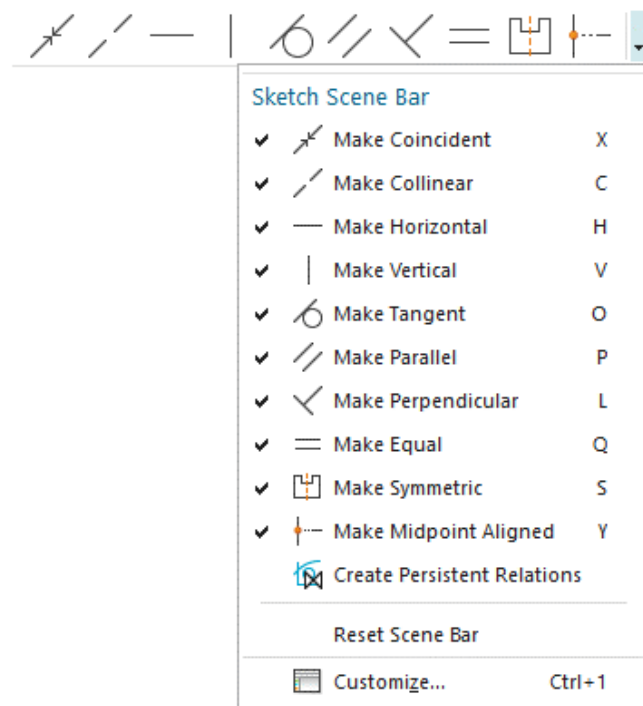 Sketch Scene Bar
Make Coincident X
Make Collinear C
Make Horizontal H
Make Vertical V
Make Tangent O
Make Parallel P
Make Perpendicular L
Make Equal Q
Make Symmetric S
Make Midpoint Aligned Y
Create Persistent Relations
Reset Scene Bar
Customize... Ctrl+1